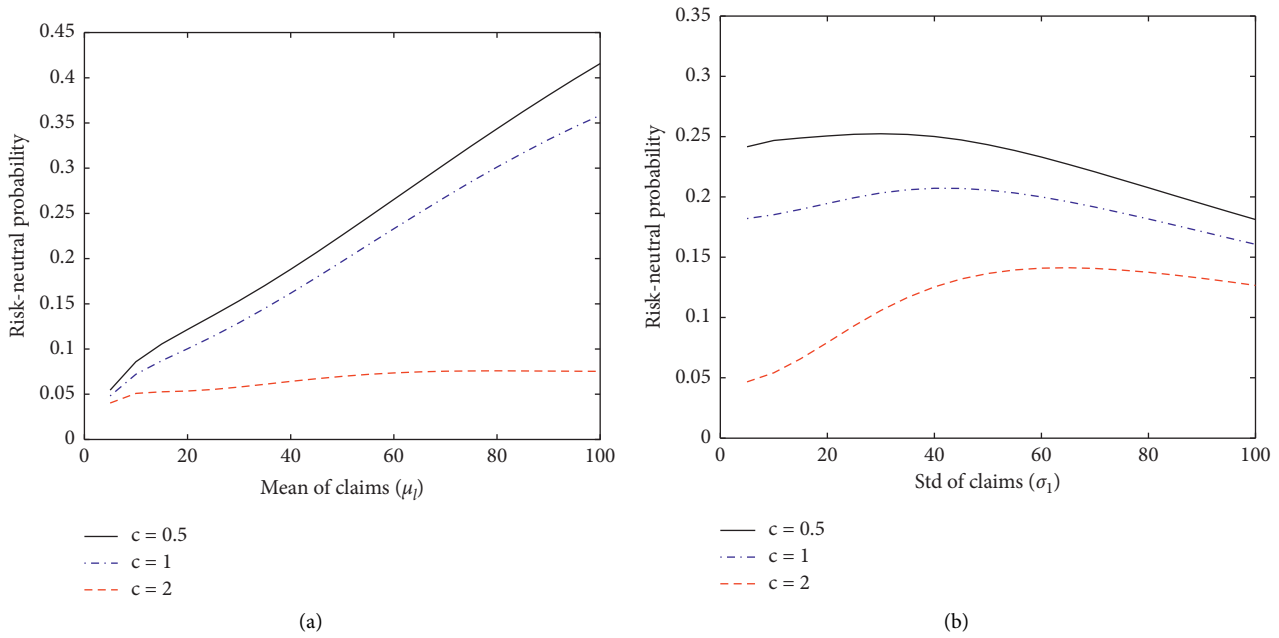 0.45
0.4
0.35
0.3
0.25
0.2
0.15
0.1
0.05
0
Risk-neutral probability
0 20 40 60 80 100
Mean of claims (μ_l)
c = 0.5
c = 1
c = 2
(a)
0.35
0.3
0.25
0.2
0.15
0.1
0.05
0
Risk-neutral probability
0 20 40 60 80 100
Std of claims (σ_1)
c = 0.5
c = 1
c = 2
(b)